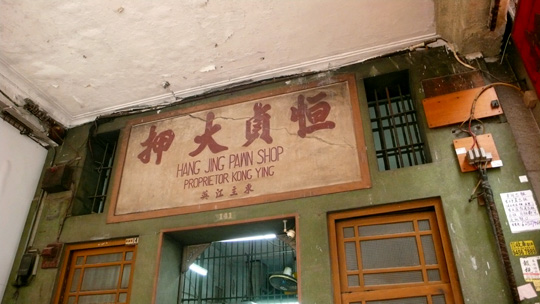 恒貞大押
HANG JING PAWN SHOP
PROPRIETOR KONG YING
東主江英